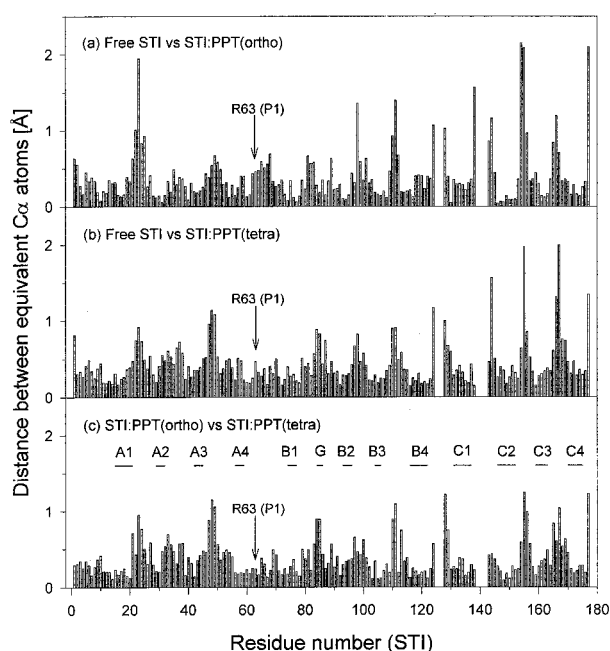 Distance between equivalent Cα atoms [Å]
(a) Free STI vs STI:PPT(ortho)
R63 (P1)
2
1
0
(b) Free STI vs STI:PPT(tetra)
R63 (P1)
2
1
0
(c) STI:PPT(ortho) vs STI:PPT(tetra)
A1 A2 A3 A4 B1 G B2 B3 B4 C1 C2 C3 C4
R63 (P1)
2
1
0
0 20 40 60 80 100 120 140 160 180
Residue number (STI)